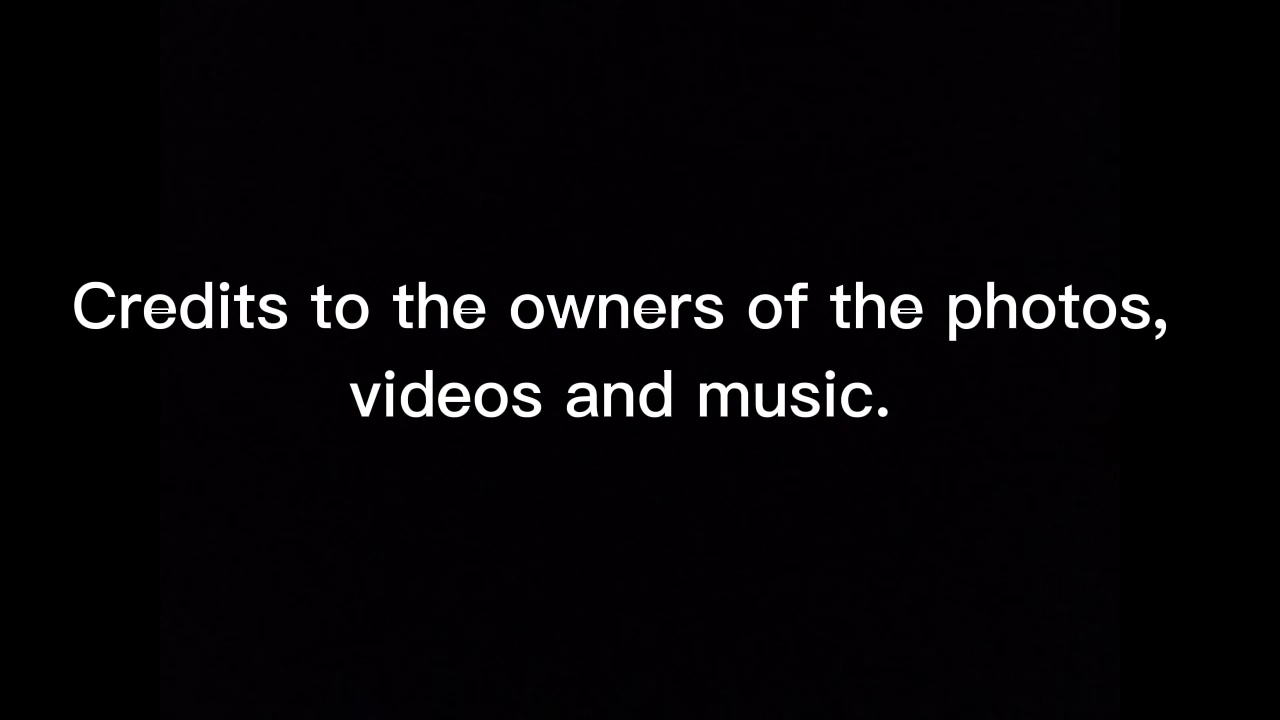 Credits to the owners of the photos,
videos and music.